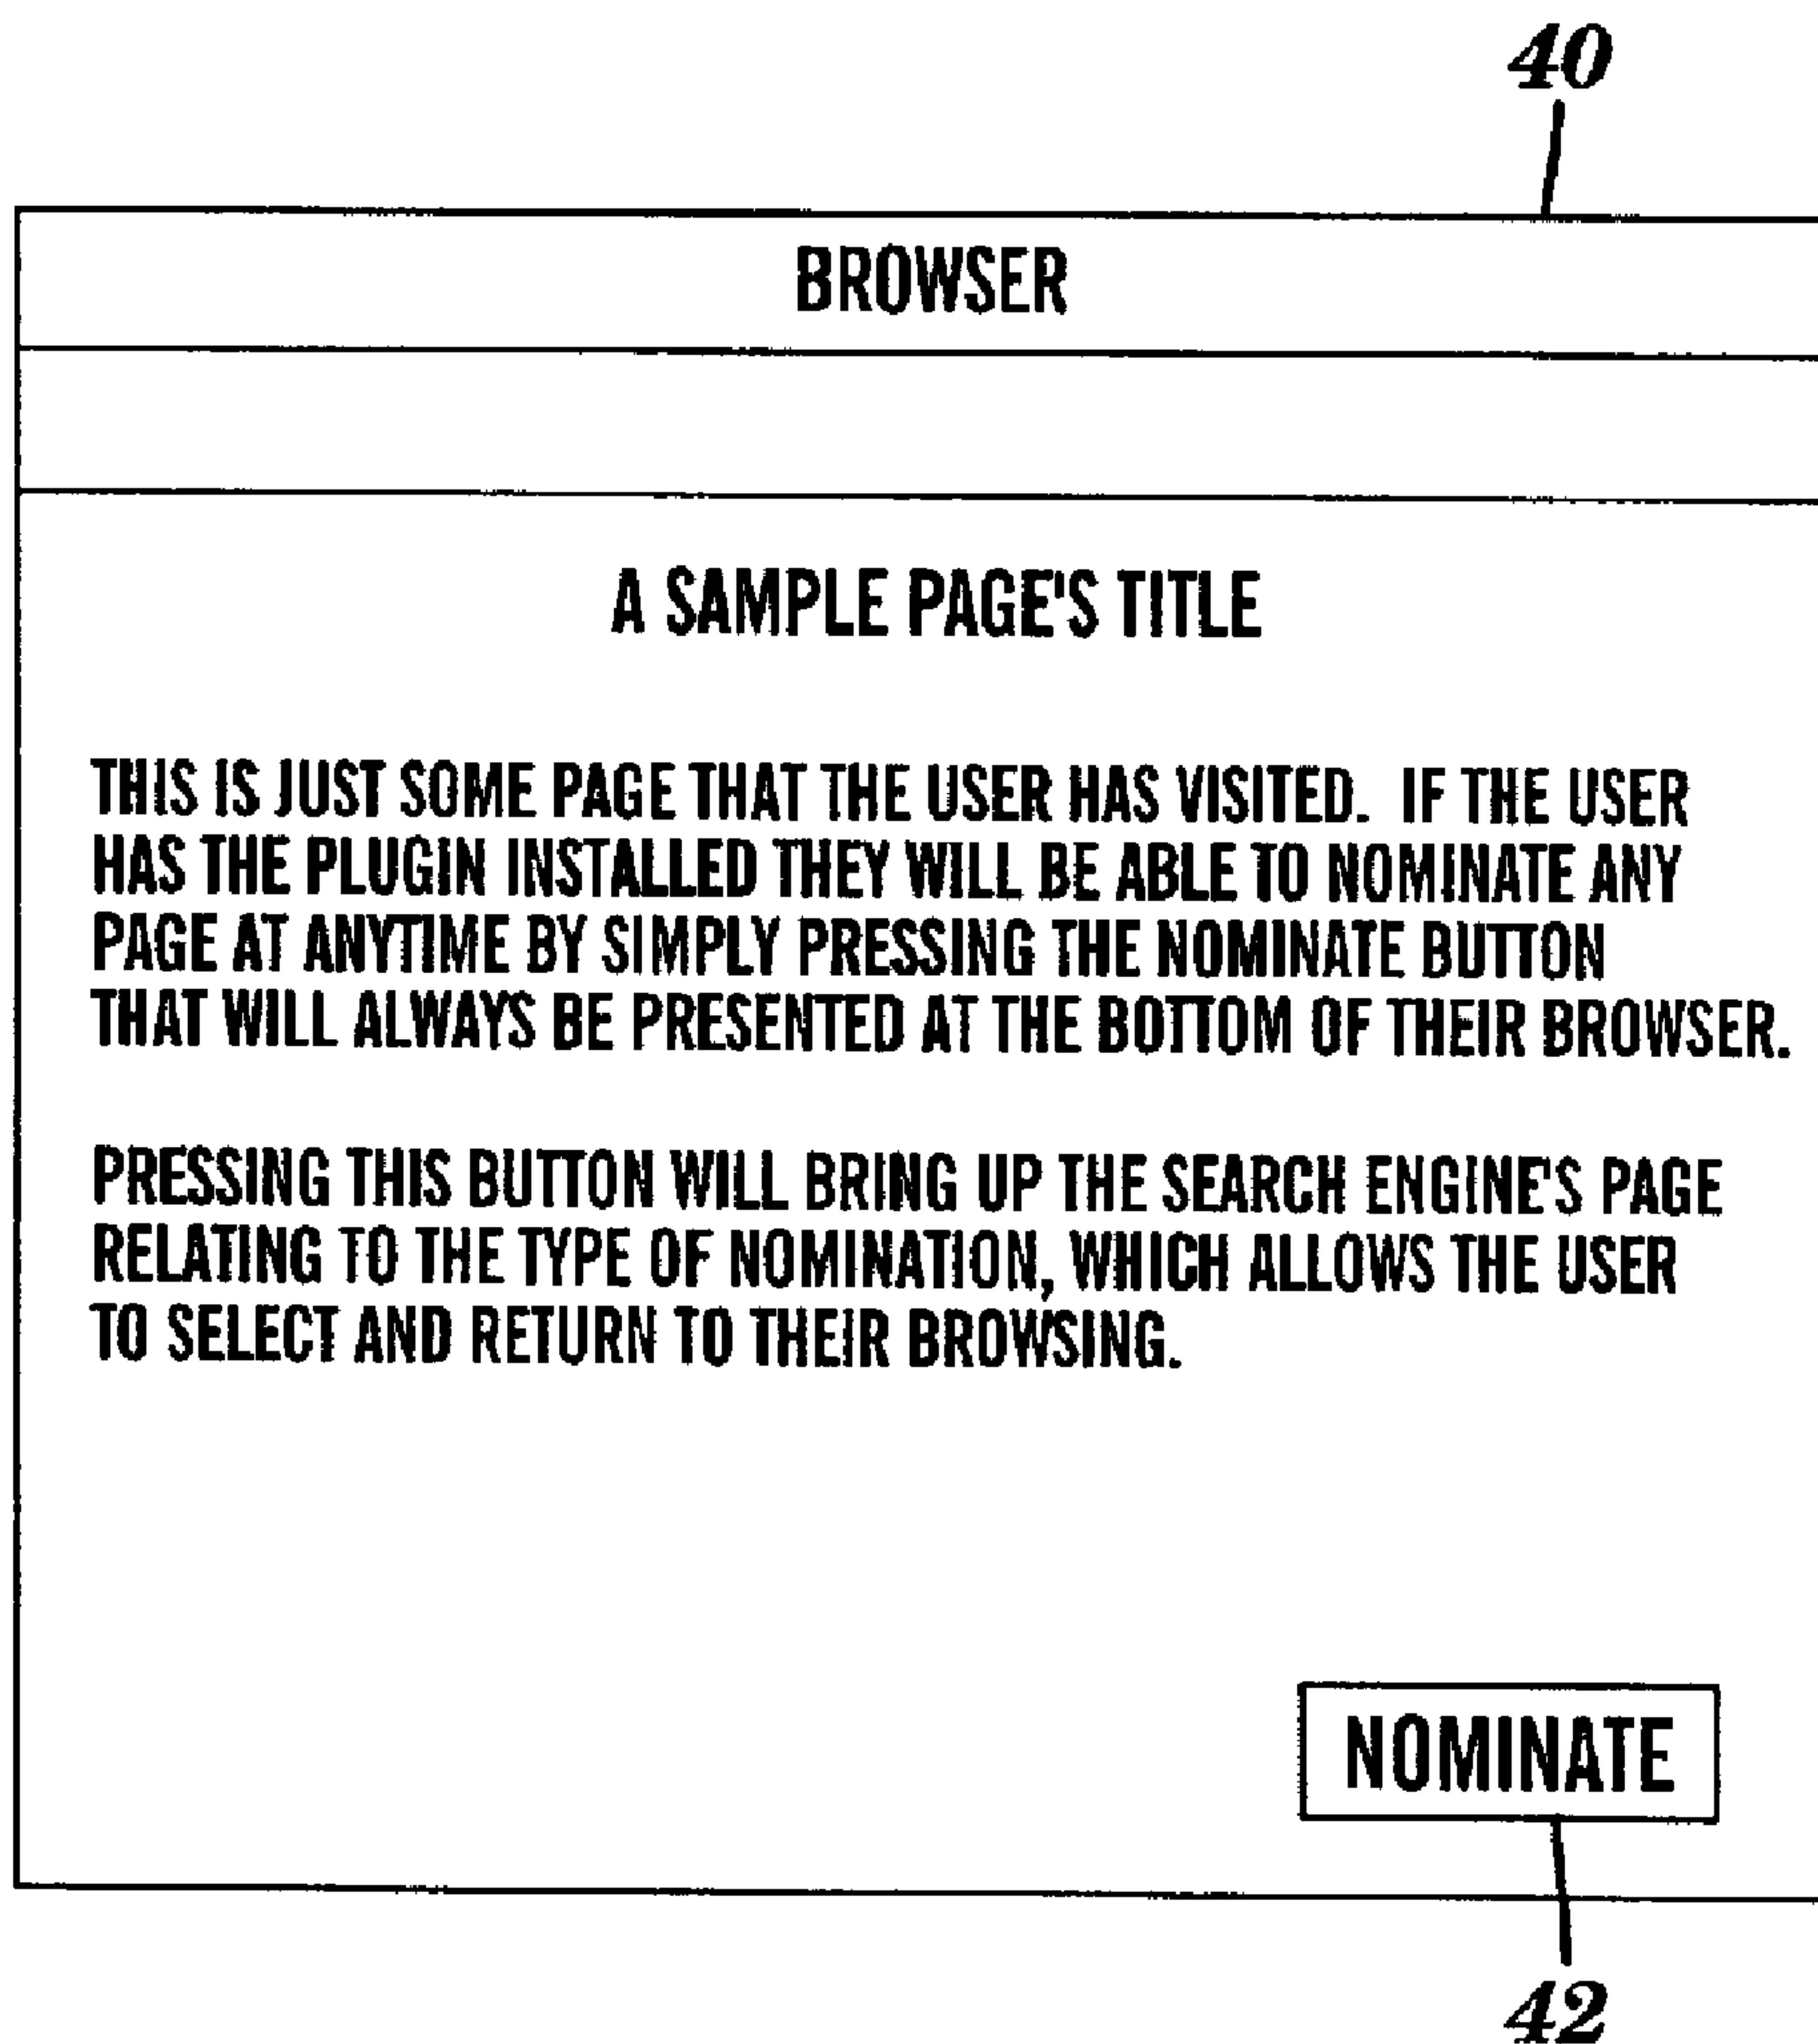 40
BROWSER
A SAMPLE PAGE'S TITLE
THIS IS JUST SOME PAGE THAT THE USER HAS VISITED. IF THE USER
HAS THE PLUGIN INSTALLED THEY WILL BE ABLE TO NOMINATE ANY
PAGE AT ANYTIME BY SIMPLY PRESSING THE NOMINATE BUTTON
THAT WILL ALWAYS BE PRESENTED AT THE BOTTOM OF THEIR BROWSER.
PRESSING THIS BUTTON WILL BRING UP THE SEARCH ENGINE'S PAGE
RELATING TO THE TYPE OF NOMINATION, WHICH ALLOWS THE USER
TO SELECT AND RETURN TO THEIR BROWSING.
NOMINATE
42